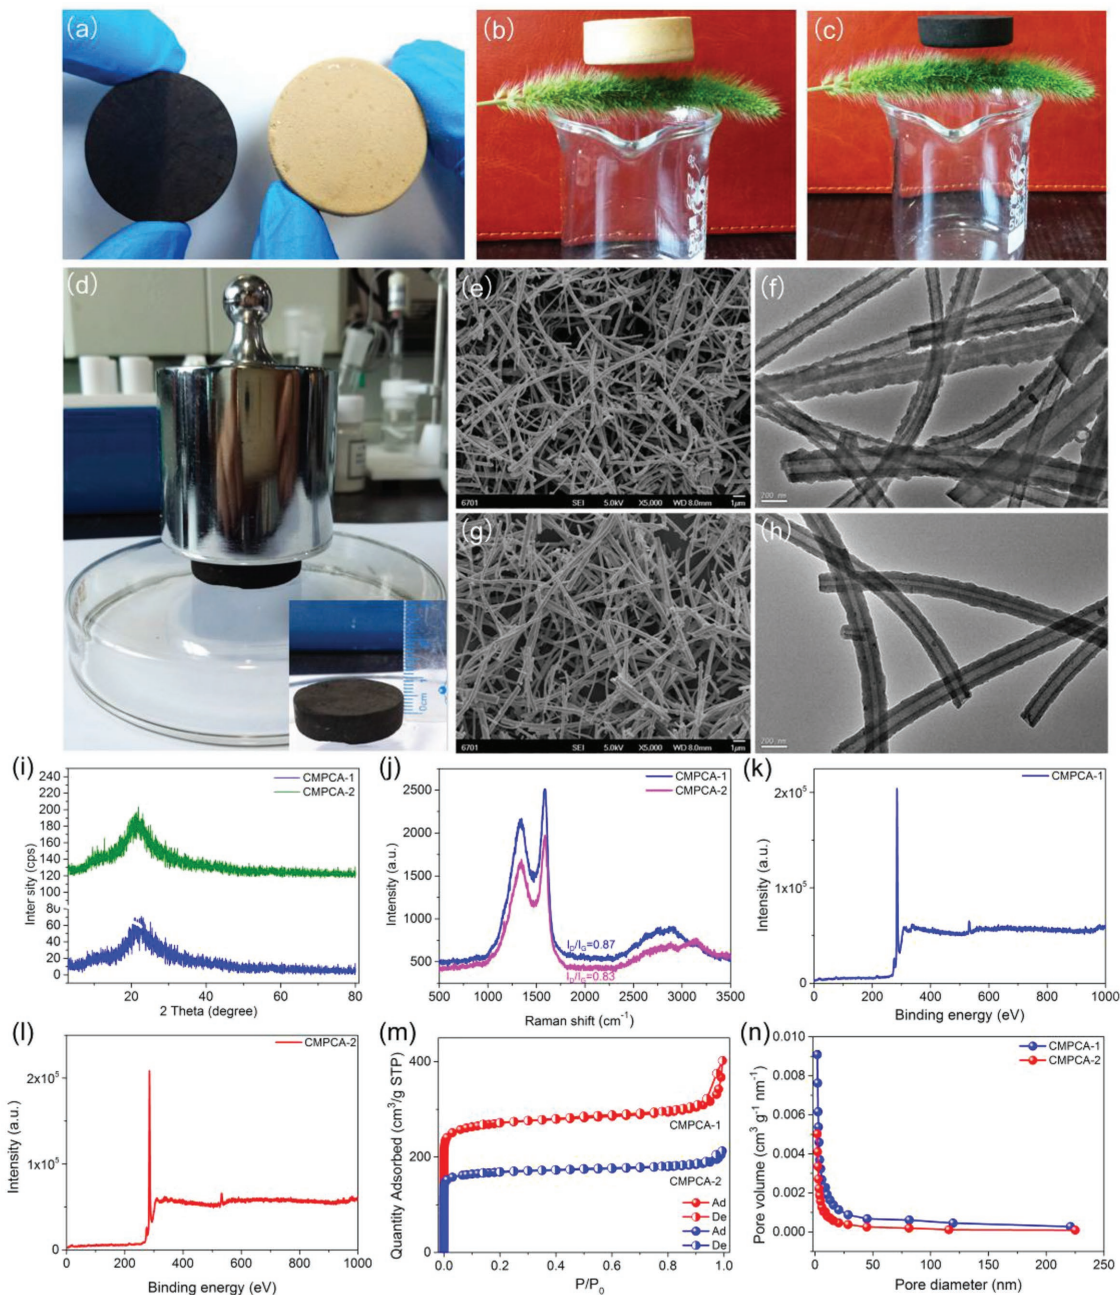 (a)
(b)
(c)
(d)
0cm 1
(e)
6701 SEI 5.0kV X5,000 WD 8.0mm 1μm
(f)
200 nm
(g)
6701 SEI 5.0kV X5,000 WD 8.0mm 1μm
(h)
200 nm
(i)
CMPCA-1
CMPCA-2
240
220
200
180
160
140
120
80
60
40
20
0
Inter sity (cps)
20 40 60 80
2 Theta (degree)
(j)
CMPCA-1
CMPCA-2
2500
2000
1500
1000
500
Intensity (a.u.)
I_D/I_G=0.87
I_D/I_G=0.83
500 1000 1500 2000 2500 3000 3500
Raman shift (cm⁻¹)
(k)
CMPCA-1
2x10⁵
1x10⁵
0
Intensity (a.u.)
0 200 400 600 800 1000
Binding energy (eV)
(l)
CMPCA-2
2x10⁵
1x10⁵
0
Intensity (a.u.)
0 200 400 600 800 1000
Binding energy (eV)
(m)
400
200
0
Quantity Adsorbed (cm³/g STP)
CMPCA-1
CMPCA-2
Ad
De
Ad
De
0.0 0.2 0.4 0.6 0.8 1.0
P/P₀
(n)
CMPCA-1
CMPCA-2
0.010
0.008
0.006
0.004
0.002
0.000
Pore volume (cm³ g⁻¹ nm⁻¹)
0 50 100 150 200 250
Pore diameter (nm)